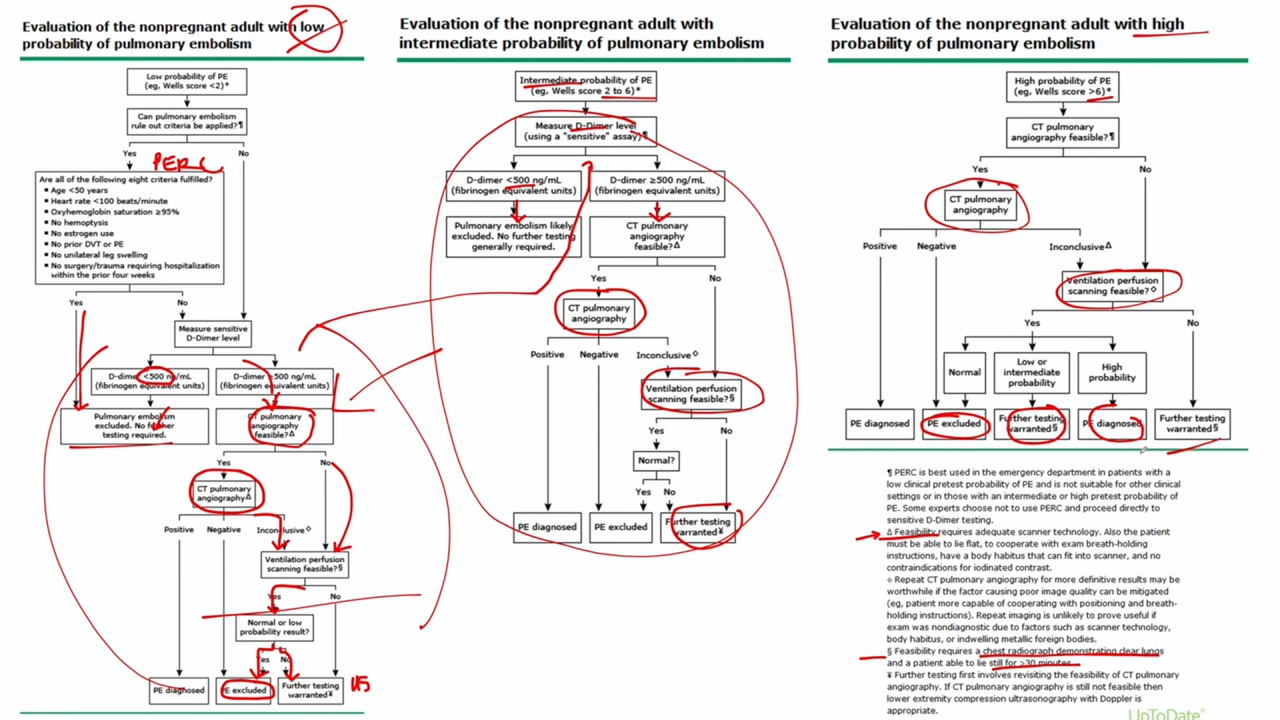 Evaluation of the nonpregnant adult with low
probability of pulmonary embolism
Low probability of PE
(eg, Wells score <2)*
Can pulmonary embolism
rule out criteria be applied?¶
Yes
No
PERC
Are all of the following eight criteria fulfilled?
▪ Age <50 years
▪ Heart rate <100 beats/minute
▪ Oxyhemoglobin saturation ≥95%
▪ No hemoptysis
▪ No estrogen use
▪ No prior DVT or PE
▪ No unilateral leg swelling
▪ No surgery/trauma requiring hospitalization
within the prior four weeks
Yes
No
Measure sensitive
D-Dimer level
D-dimer <500 ng/mL
(fibrinogen equivalent units)
D-dimer ≥500 ng/mL
(fibrinogen equivalent units)
Pulmonary embolism
excluded. No further
testing required.
CT pulmonary
angiography
feasible?Δ
Yes
No
CT pulmonary
angiographyΔ
Positive
Negative
Inconclusive◊
Ventilation perfusion
scanning feasible?§
Yes
No
Normal or low
probability result?
Yes
No
PE diagnosed
PE excluded
Further testing
warranted¥
US
Evaluation of the nonpregnant adult with
intermediate probability of pulmonary embolism
Intermediate probability of PE
(eg, Wells score 2 to 6)*
Measure D-Dimer level
(using a "sensitive" assay)¶
D-dimer <500 ng/mL
(fibrinogen equivalent units)
D-dimer ≥500 ng/mL
(fibrinogen equivalent units)
Pulmonary embolism likely
excluded. No further testing
generally required.
CT pulmonary
angiography
feasible?Δ
Yes
No
CT pulmonary
angiography
Positive
Negative
Inconclusive◊
Ventilation perfusion
scanning feasible?§
Yes
No
Normal?
Yes
No
PE diagnosed
PE excluded
Further testing
warranted¥
Evaluation of the nonpregnant adult with high
probability of pulmonary embolism
High probability of PE
(eg, Wells score >6)*
CT pulmonary
angiography feasible?¶
Yes
No
CT pulmonary
angiography
Positive
Negative
InconclusiveΔ
Ventilation perfusion
scanning feasible?◊
Yes
No
Normal
Low or
intermediate
probability
High
probability
PE diagnosed
PE excluded
Further testing
warranted§
PE diagnosed
Further testing
warranted§
¶ PERC is best used in the emergency department in patients with a
low clinical pretest probability of PE and is not suitable for other clinical
settings or in those with an intermediate or high pretest probability of
PE. Some experts choose not to use PERC and proceed directly to
sensitive D-Dimer testing.
Δ Feasibility requires adequate scanner technology. Also the patient
must be able to lie flat, to cooperate with exam breath-holding
instructions, have a body habitus that can fit into scanner, and no
contraindications for iodinated contrast.
◊ Repeat CT pulmonary angiography for more definitive results may be
worthwhile if the factor causing poor image quality can be mitigated
(eg, patient more capable of cooperating with positioning and breath-
holding instructions). Repeat imaging is unlikely to prove useful if
exam was nondiagnostic due to factors such as scanner technology,
body habitus, or indwelling metallic foreign bodies.
§ Feasibility requires a chest radiograph demonstrating clear lungs
and a patient able to lie still for >30 minutes.
¥ Further testing first involves revisiting the feasibility of CT pulmonary
angiography. If CT pulmonary angiography is still not feasible then
lower extremity compression ultrasonography with Doppler is
appropriate.
UpToDate®